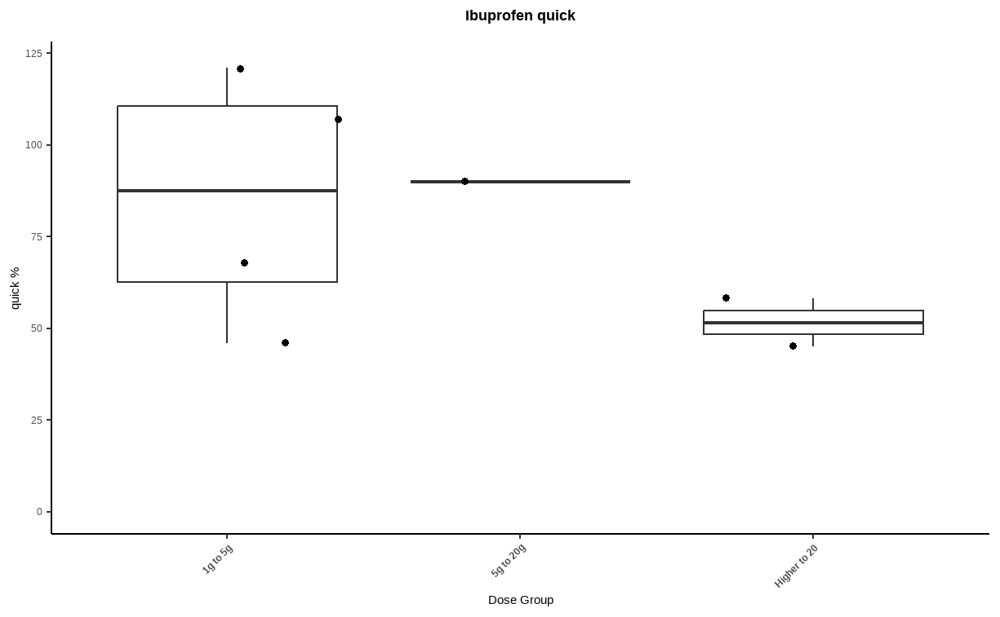 Ibuprofen quick
125
100
75
50
25
0
quick %
1g to 5g
5g to 20g
Higher to 20
Dose Group